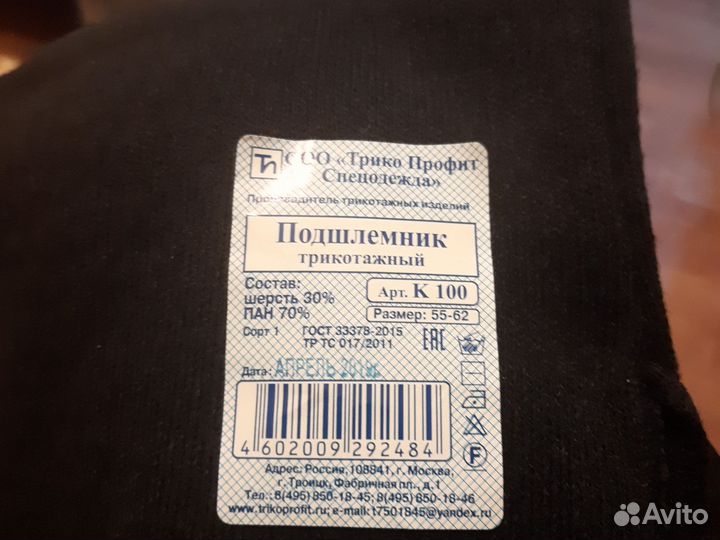 ООО «Трико Профит
Спецодежда»
Производитель трикотажных изделий
Подшлемник
трикотажный
Состав:
шерсть 30%
ПАН 70%
Арт. К 100
Размер: 55-62
Сорт 1
ГОСТ 33378-2015
ТР ТС 017/2011
ЕАС
Дата: АПРЕЛЬ
4 602009 292484
Адрес: Россия, 108841, г. Москва,
г. Троицк, Фабричная пл., д.1
Тел.: 8(495) 850-18-45; 8(495) 850-18-46
www.trikoprofit.ru; e-mail: t7501845@yandex.ru
F
Avito